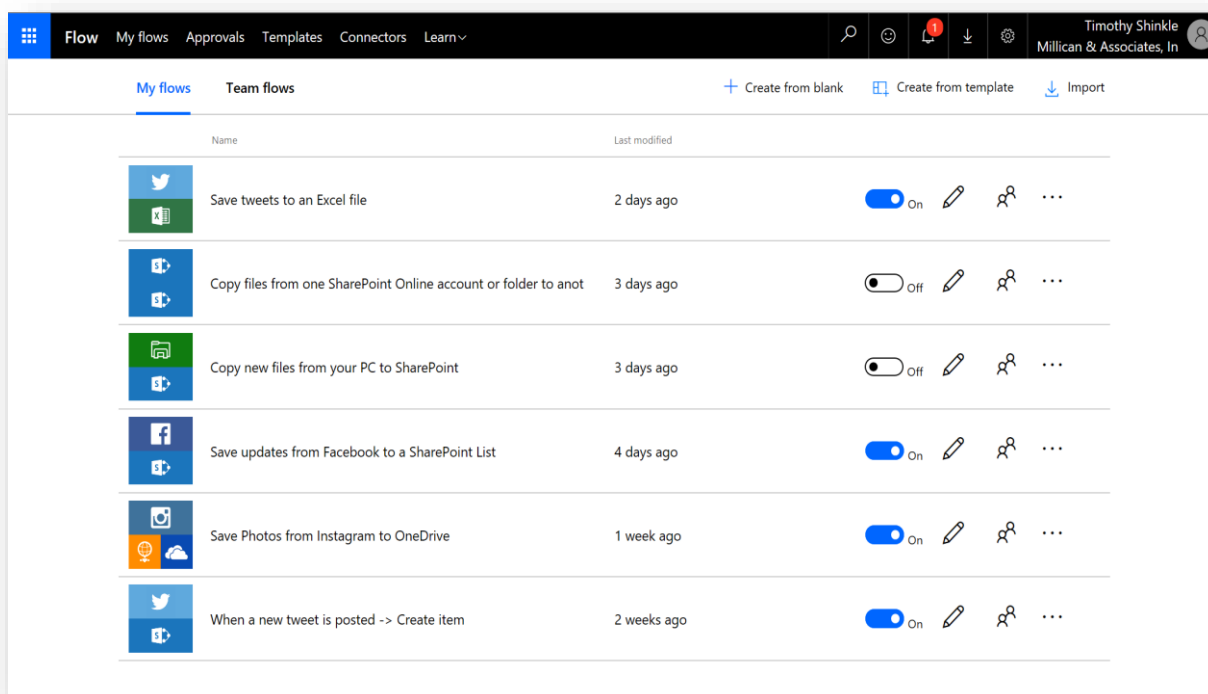 Flow My flows Approvals Templates Connectors Learn
1
Timothy Shinkle
Millican & Associates, In
My flows Team flows Create from blank Create from template Import
Name Last modified
Save tweets to an Excel file 2 days ago On
Copy files from one SharePoint Online account or folder to anot 3 days ago Off
Copy new files from your PC to SharePoint 3 days ago Off
Save updates from Facebook to a SharePoint List 4 days ago On
Save Photos from Instagram to OneDrive 1 week ago On
When a new tweet is posted -> Create item 2 weeks ago On